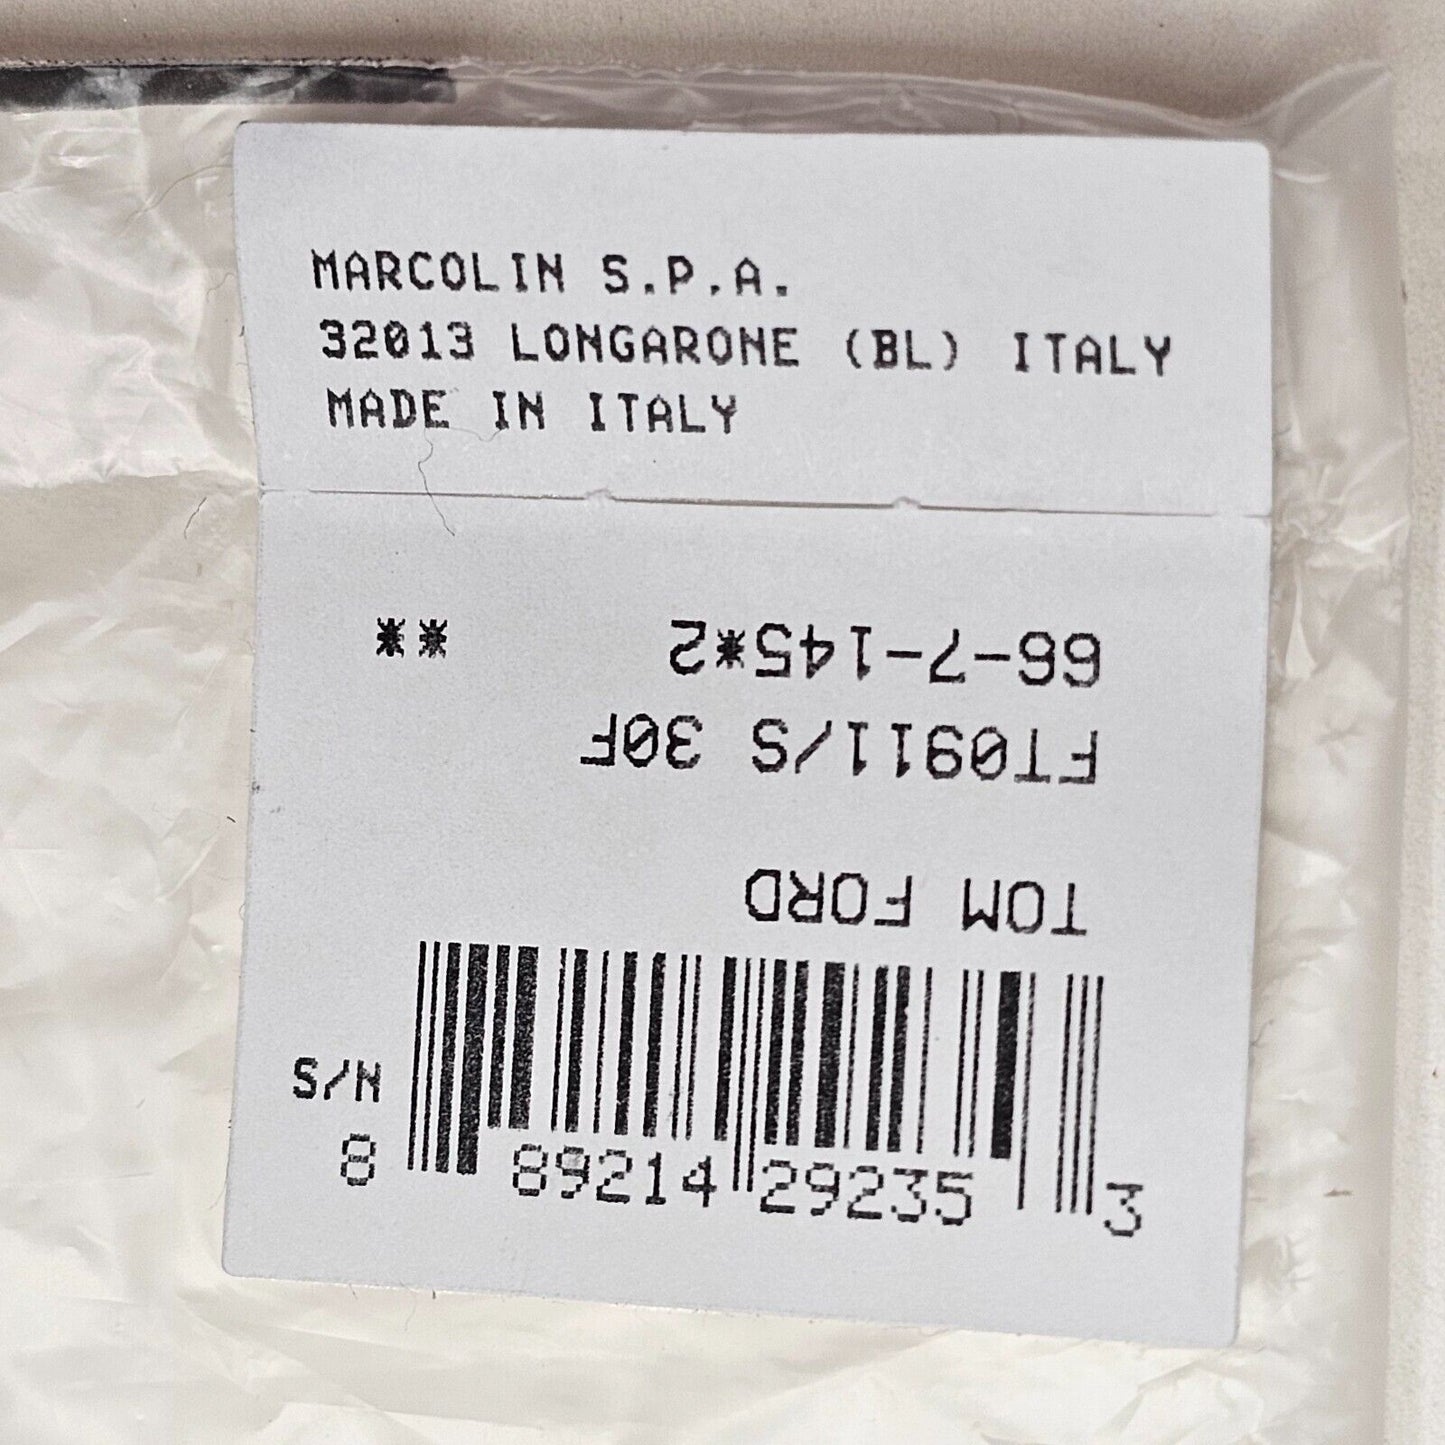 MARCOLIN S.P.A.
32013 LONGARONE (BL) ITALY
MADE IN ITALY
66-7-145*2 **
FT0911/S 30F
TOM FORD
S/N
8 89214 29235 3